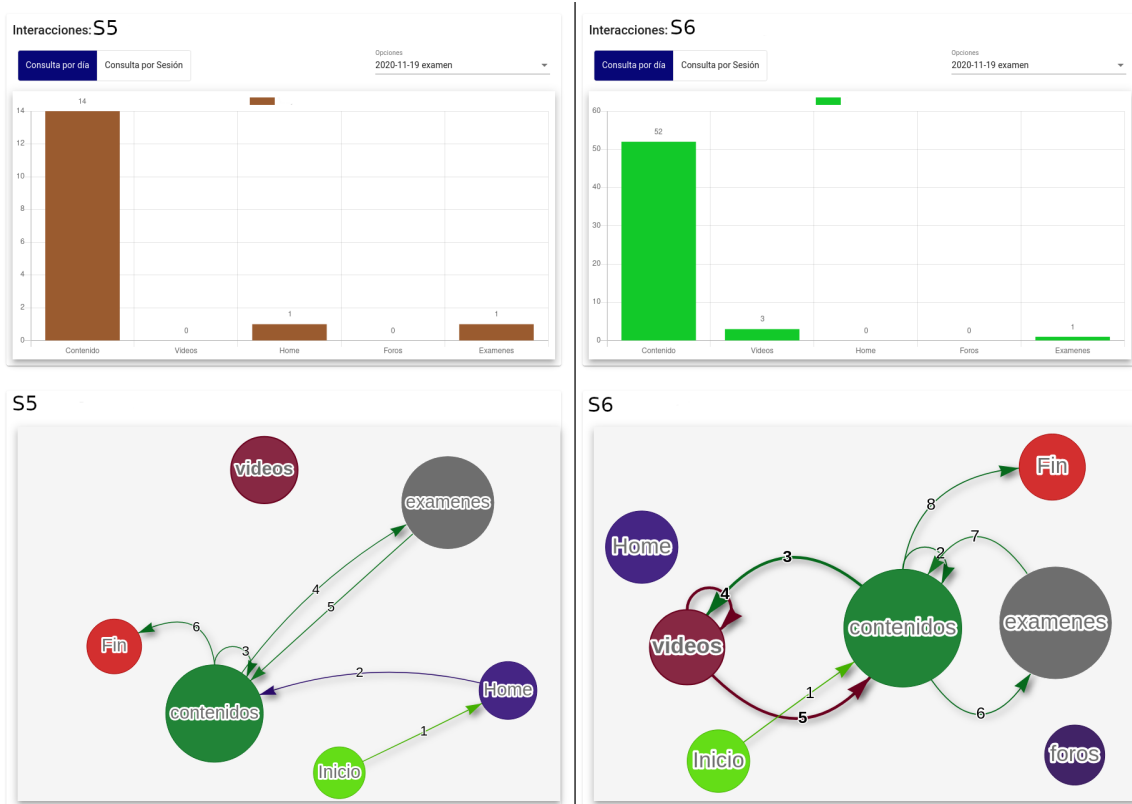 Interacciones: S5
Consulta por día Consulta por Sesión
Opciones
2020-11-19 examen
14
14
12
10
8
6
4
2
0
0
1
0
1
Contenido Videos Home Foros Examenes
Interacciones: S6
Consulta por día Consulta por Sesión
Opciones
2020-11-19 examen
60
50
40
30
20
10
0
52
3
0
0
1
Contenido Videos Home Foros Examenes
S5
videos
examenes
4
5
6
Fin
3
contenidos
2
Home
1
Inicio
S6
Fin
8
Home
3
2
7
4
videos
contenidos
examenes
1
5
6
Inicio
foros